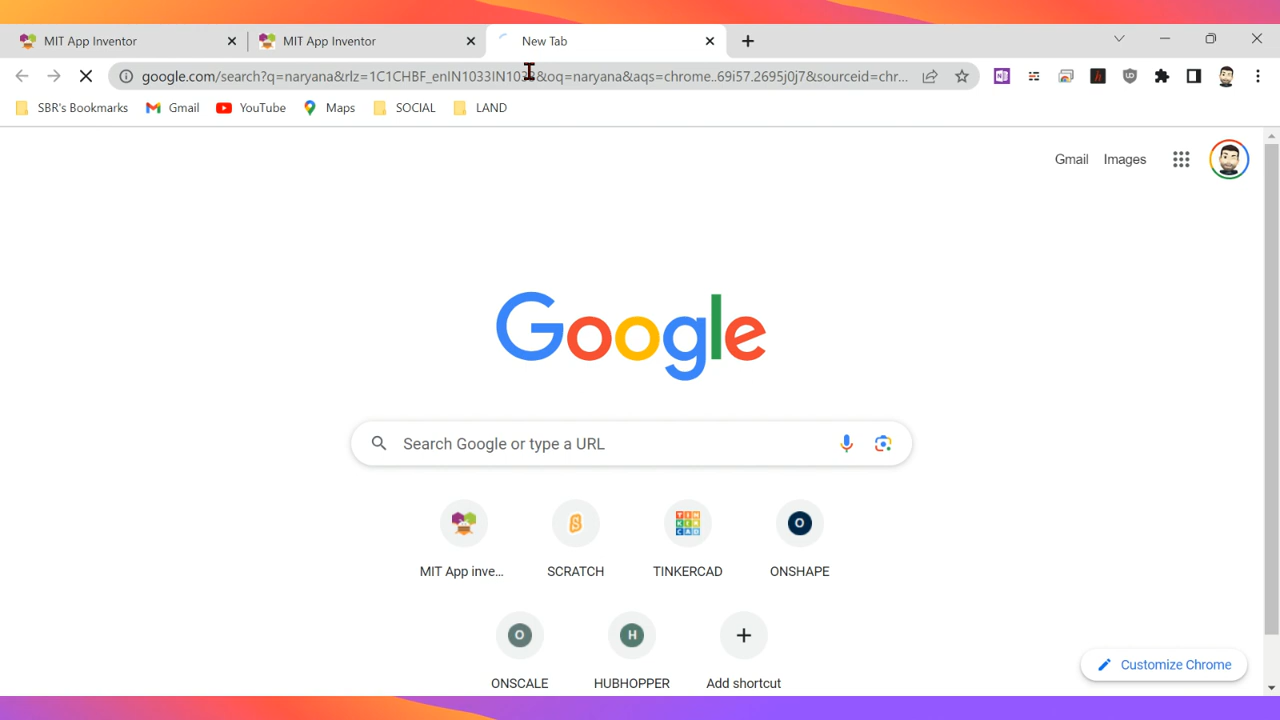 MIT App Inventor
MIT App Inventor
New Tab
google.com/search?q=naryana&rlz=1C1CHBF_enIN1033IN1033&oq=naryana&aqs=chrome..69i57.2695j0j7&sourceid=chr...
SBR's Bookmarks
Gmail
YouTube
Maps
SOCIAL
LAND
Gmail
Images
Google
Search Google or type a URL
MIT App inve...
SCRATCH
TINKERCAD
ONSHAPE
ONSCALE
HUBHOPPER
Add shortcut
Customize Chrome